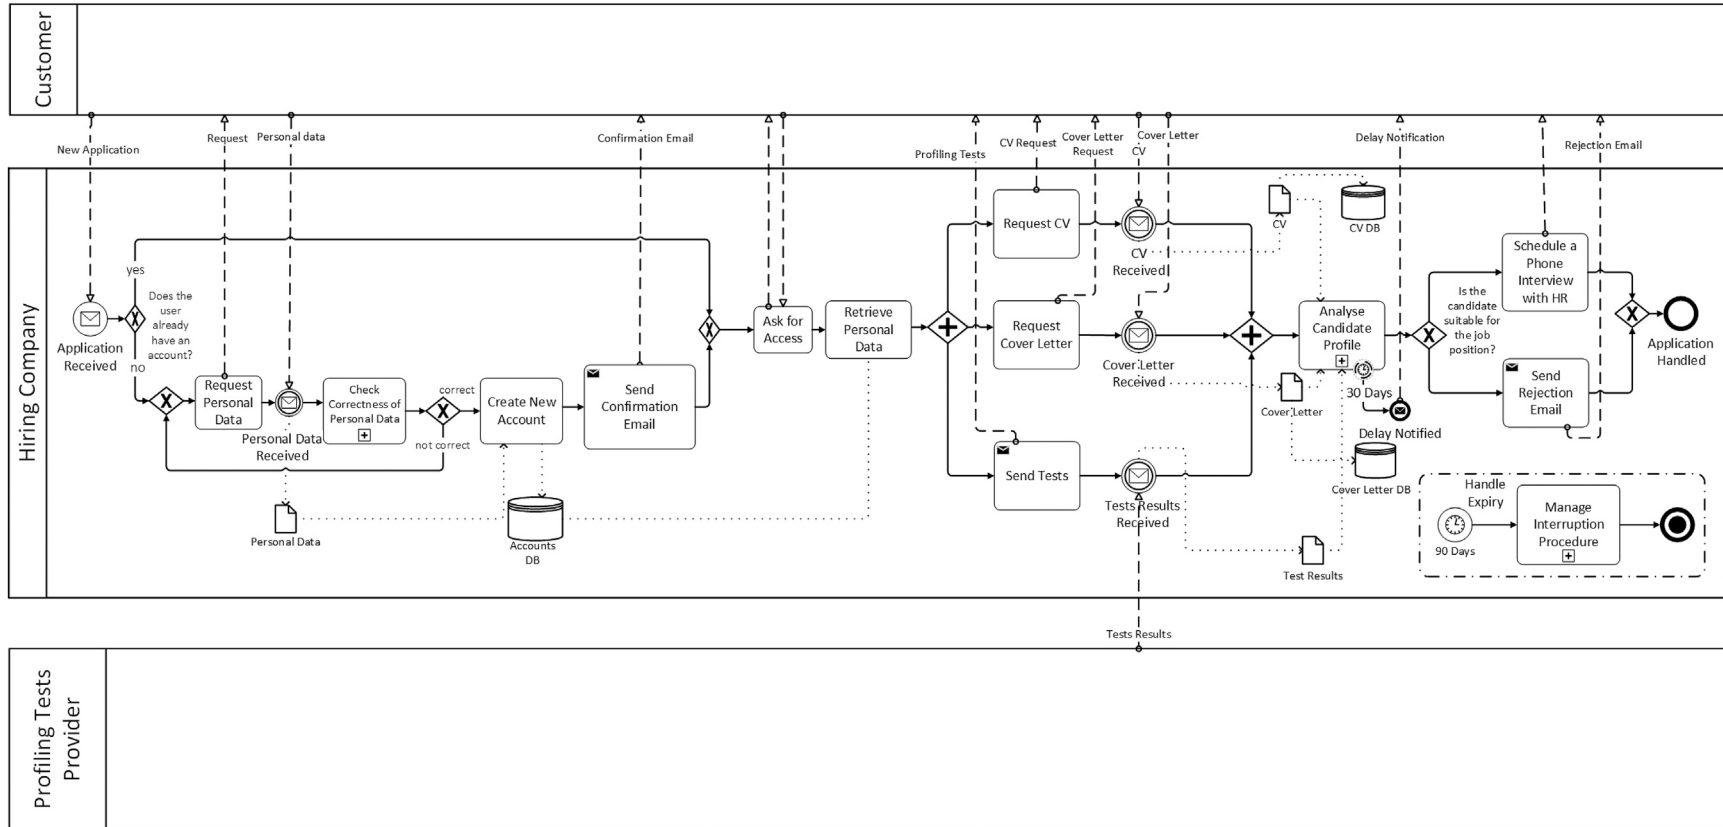 Customer
New Application
Request
Personal data
Confirmation Email
Profiling Tests
CV Request
Cover Letter
Request
CV
Cover Letter
Delay Notification
Rejection Email
Hiring Company
Application
Received
yes
Does the
user
already
have an
account?
no
Request
Personal
Data
Personal Data
Received
Check
Correctness of
Personal Data
correct
not correct
Create New
Account
Send
Confirmation
Email
Personal Data
Accounts
DB
X
X
X
X
Ask for
Access
Retrieve
Personal
Data
Request CV
CV
Received
Request
Cover Letter
Cover Letter
Received
Send Tests
Tests Results
Received
CV
CV DB
Analyse
Candidate
Profile
30 Days
Delay Notified
Cover Letter
Cover Letter DB
Test Results
X
Is the
candidate
suitable for
the job
position?
Schedule a
Phone
Interview
with HR
Send
Rejection
Email
X
Application
Handled
Handle
Expiry
90 Days
Manage
Interruption
Procedure
Tests Results
Profiling Tests
Provider